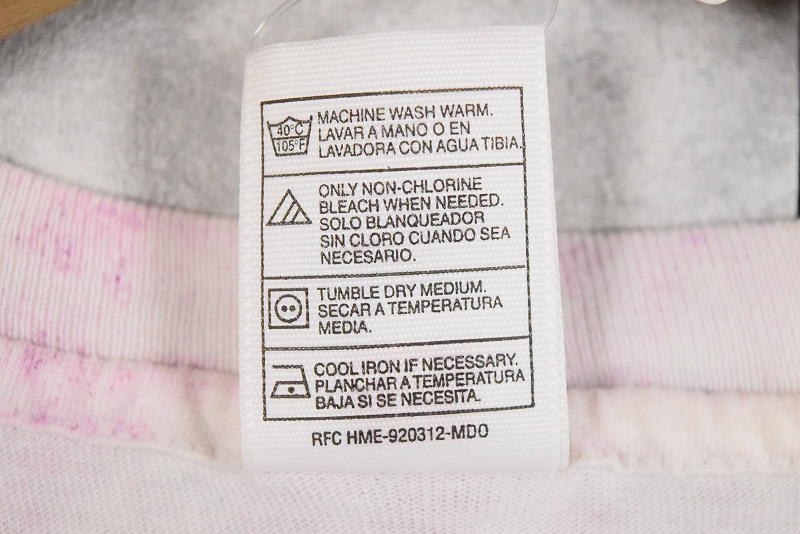 40°C
105°F
MACHINE WASH WARM.
LAVAR A MANO O EN
LAVADORA CON AGUA TIBIA.
ONLY NON-CHLORINE
BLEACH WHEN NEEDED.
SOLO BLANQUEADOR
SIN CLORO CUANDO SEA
NECESARIO.
TUMBLE DRY MEDIUM.
SECAR A TEMPERATURA
MEDIA.
COOL IRON IF NECESSARY.
PLANCHAR A TEMPERATURA
BAJA SI SE NECESITA.
RFC HME-920312-MDO